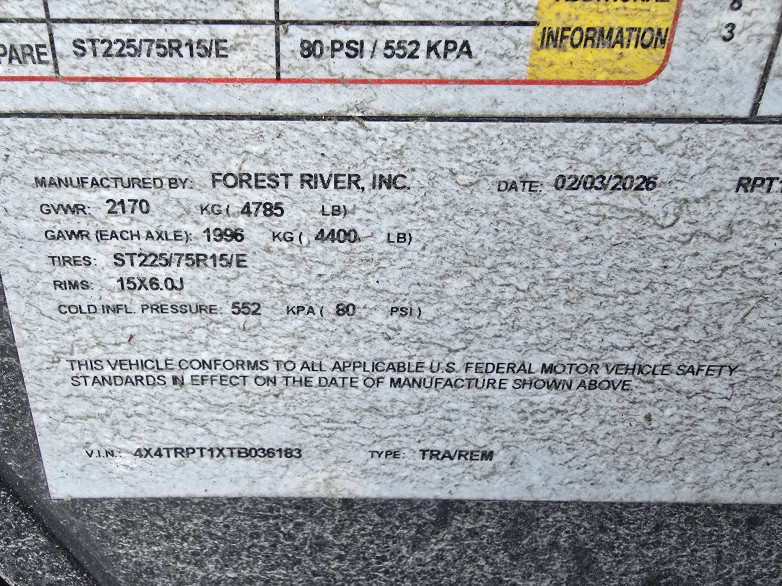 8
3
PARE ST225/75R15/E 80 PSI / 552 KPA INFORMATION
MANUFACTURED BY: FOREST RIVER, INC. DATE: 02/03/2026 RPT1
GVWR: 2170 KG ( 4785 LB)
GAWR (EACH AXLE): 1996 KG ( 4400 LB)
TIRES: ST225/75R15/E
RIMS: 15X6.0J
COLD INFL. PRESSURE: 552 KPA ( 80 PSI )
THIS VEHICLE CONFORMS TO ALL APPLICABLE U.S. FEDERAL MOTOR VEHICLE SAFETY
STANDARDS IN EFFECT ON THE DATE OF MANUFACTURE SHOWN ABOVE.
V.I.N.: 4X4TRPT1XTB036183 TYPE: TRA/REM